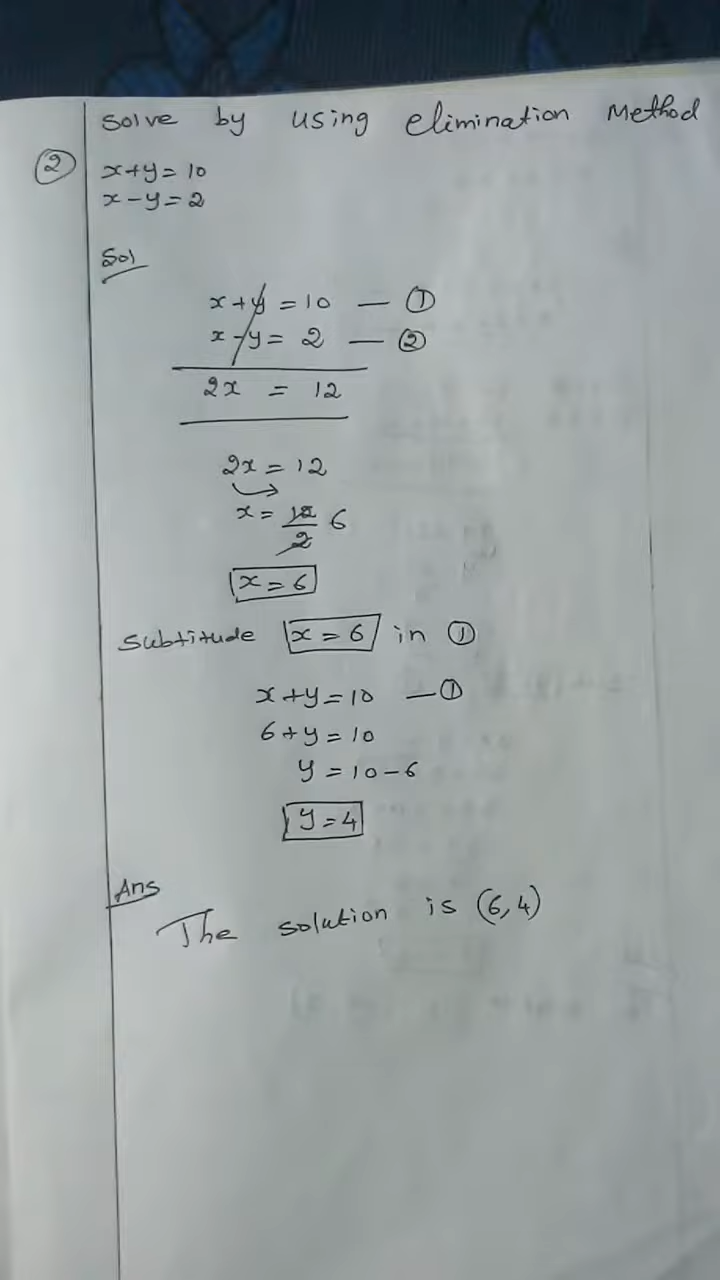 Solve by using elimination Method
② x+y=10
x-y=2
Sol
x+y=10 — ①
x-y=2 — ②
2x = 12
2x=12
x=12/2 6
x=6
Subtitude x=6 in ①
x+y=10 —①
6+y=10
y=10-6
y=4
Ans
The solution is (6,4)